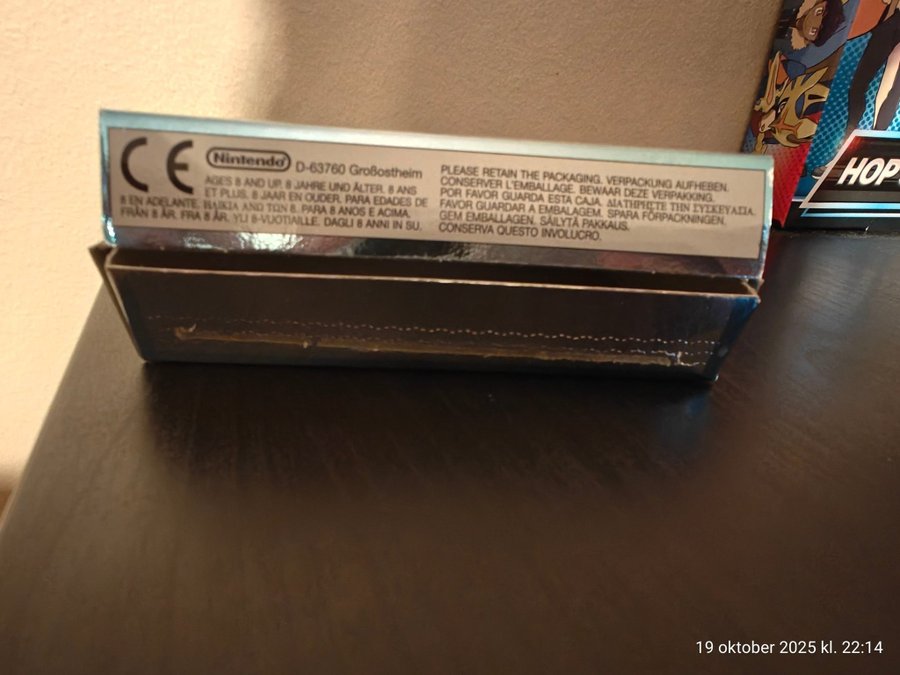 CE Nintendo D-63760 Großostheim
AGES 8 AND UP. 8 JAHRE UND ÄLTER. 8 ANS
ET PLUS. 8 JAAR EN OUDER. PARA EDADES DE
8 EN ADELANTE. ΗΛΙΚΙΑ ΑΝΩ ΤΩΝ 8. PARA 8 ANOS E ACIMA.
FRÅN 8 ÅR. FRA 8 ÅR. YLI 8-VUOTIAILLE. DAGLI 8 ANNI IN SU.
PLEASE RETAIN THE PACKAGING. VERPACKUNG AUFHEBEN.
CONSERVER L'EMBALLAGE. BEWAAR DEZE VERPAKKING.
POR FAVOR GUARDA ESTA CAJA. ΔΙΑΤΗΡΗΣΤΕ ΤΗΝ ΣΥΣΚΕΥΑΣΙΑ.
FAVOR GUARDAR A EMBALAGEM. SPARA FÖRPACKNINGEN.
GEM EMBALLAGEN. SÄILYTÄ PAKKAUS.
CONSERVA QUESTO INVOLUCRO.
HOP
19 oktober 2025 kl. 22:14